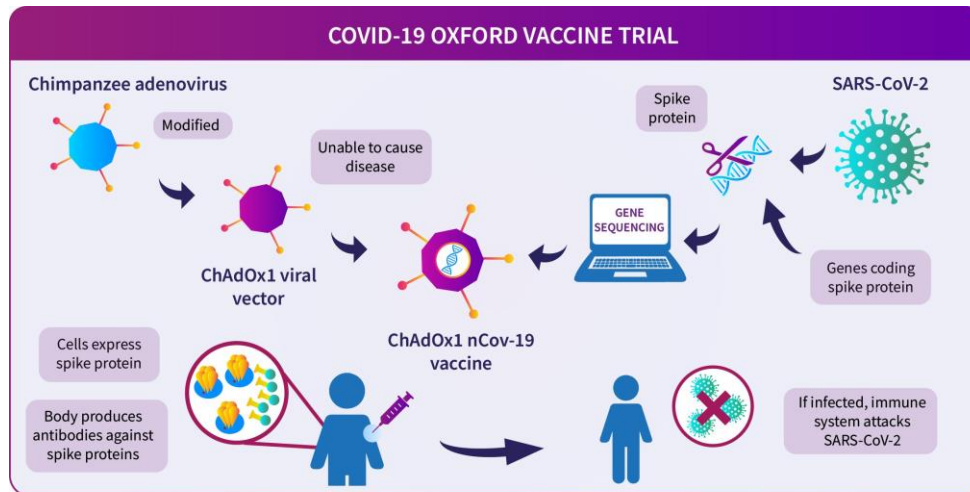 COVID-19 OXFORD VACCINE TRIAL
Chimpanzee adenovirus
Modified
Unable to cause
disease
Spike
protein
SARS-CoV-2
GENE
SEQUENCING
ChAdOx1 viral
vector
Genes coding
spike protein
ChAdOx1 nCov-19
vaccine
Cells express
spike protein
Body produces
antibodies against
spike proteins
If infected, immune
system attacks
SARS-CoV-2